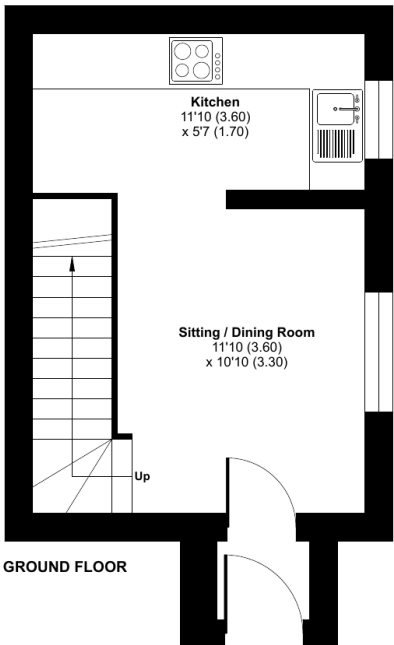 Kitchen
11'10 (3.60)
x 5'7 (1.70)
Sitting / Dining Room
11'10 (3.60)
x 10'10 (3.30)
Up
GROUND FLOOR